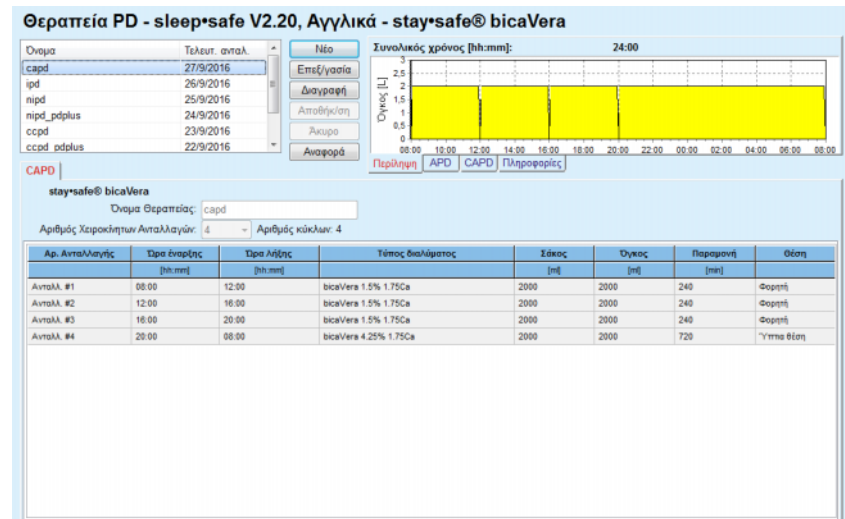 Θεραπεία PD - sleep•safe V2.20, Αγγλικά - stay•safe® bicaVera
Όνομα Τελευτ. ανταλ.
capd 27/9/2016
ipd 26/9/2016
nipd 25/9/2016
nipd_pdplus 24/9/2016
ccpd 23/9/2016
ccpd_pdplus 22/9/2016
Νέο
Επεξ/γασία
Διαγραφή
Αποθήκ/ση
Άκυρο
Αναφορά
Συνολικός χρόνος [hh:mm]: 24:00
Όγκος [L]
3
2,5
2
1,5
1
0,5
0
08:00 10:00 12:00 14:00 16:00 18:00 20:00 22:00 00:00 02:00 04:00 06:00 08:00
Περίληψη APD CAPD Πληροφορίες
CAPD
stay•safe® bicaVera
Όνομα Θεραπείας: capd
Αριθμός Χειροκίνητων Ανταλλαγών: 4 Αριθμός κύκλων: 4
Αρ. Ανταλλαγής Ώρα έναρξης Ώρα Λήξης Τύπος διαλύματος Σάκος Όγκος Παραμονή Θέση
[hh:mm] [ml] [ml] [min]
Ανταλλ. #1 08:00 12:00 bicaVera 1.5% 1.75Ca 2000 2000 240 Φορητή
Ανταλλ. #2 12:00 16:00 bicaVera 1.5% 1.75Ca 2000 2000 240 Φορητή
Ανταλλ. #3 16:00 20:00 bicaVera 1.5% 1.75Ca 2000 2000 240 Φορητή
Ανταλλ. #4 20:00 08:00 bicaVera 4.25% 1.75Ca 2000 2000 720 Ύπτια θέση